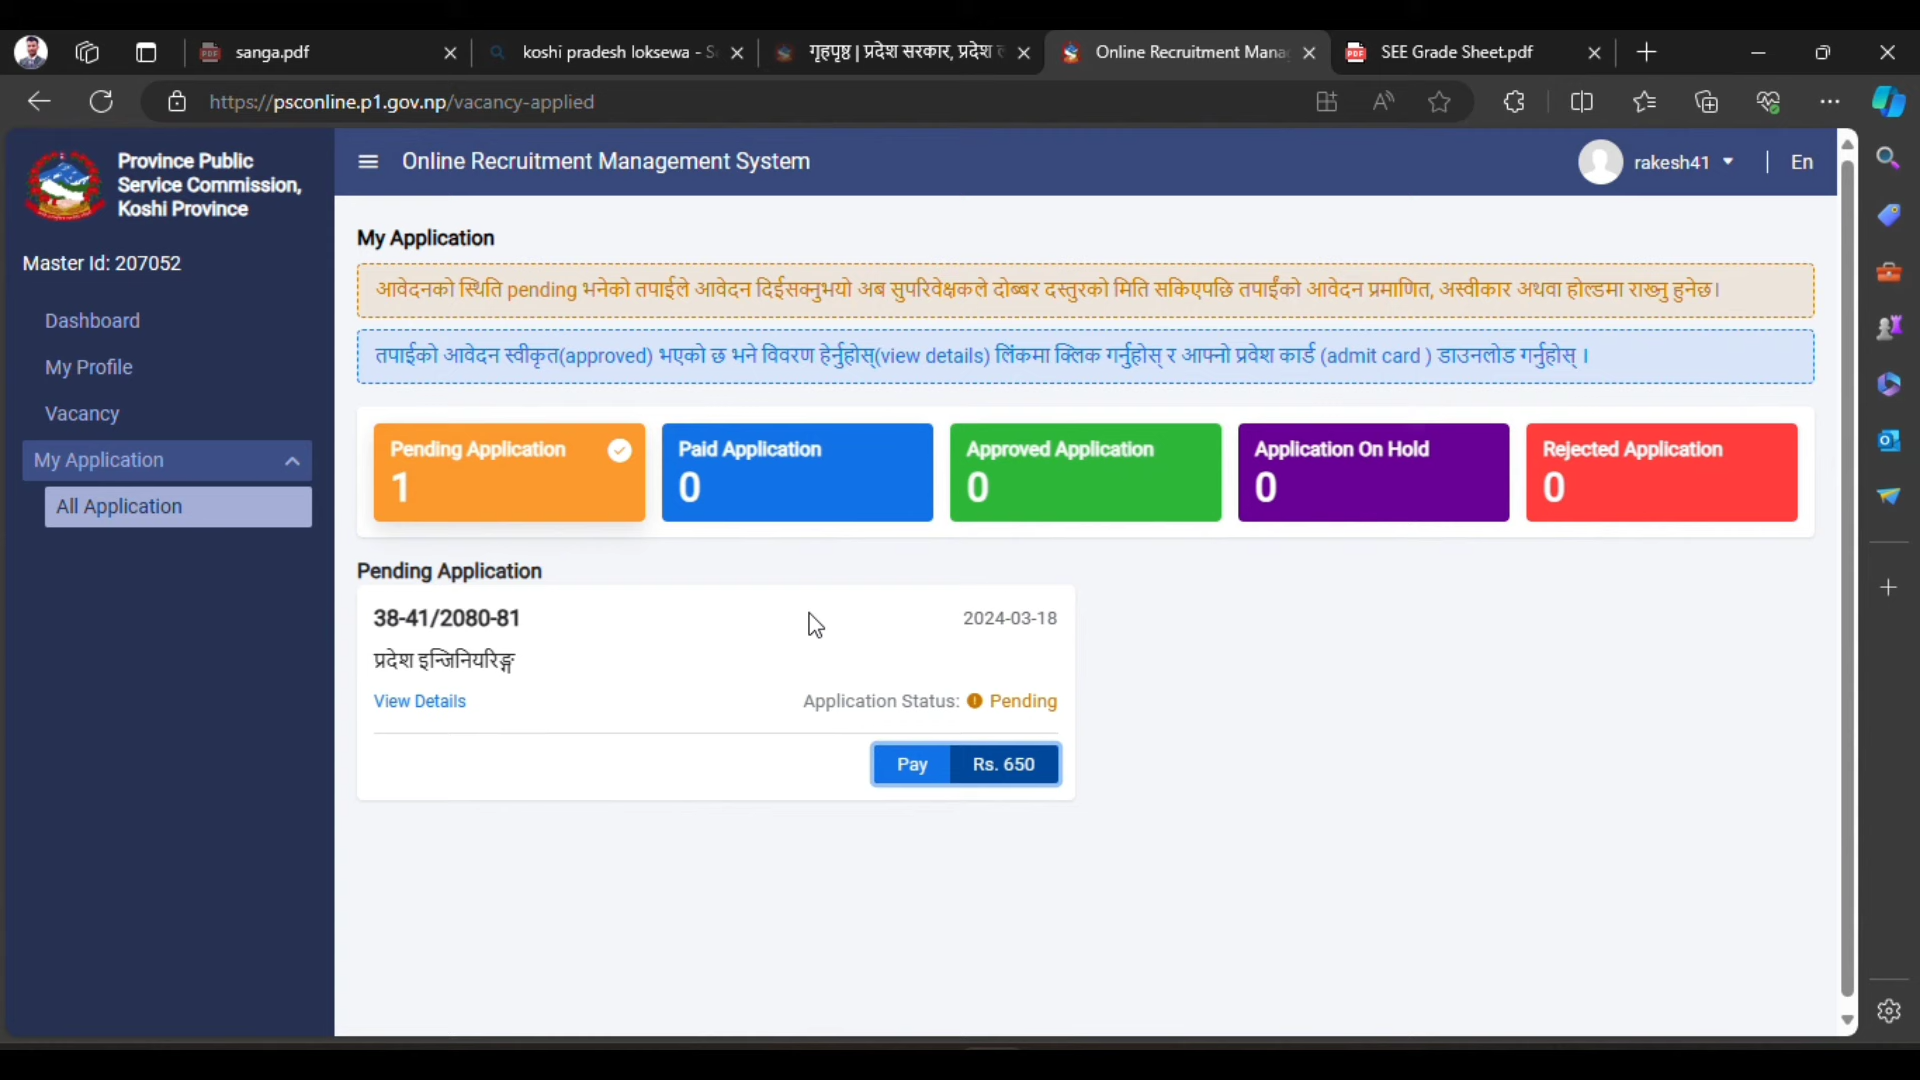 sanga.pdf
koshi pradesh loksewa - S
गृहपृष्ठ | प्रदेश सरकार, प्रदेश
Online Recruitment Mana
SEE Grade Sheet.pdf
https://psconline.p1.gov.np/vacancy-applied
Province Public
Service Commission,
Koshi Province
Online Recruitment Management System
rakesh41
En
Master Id: 207052
Dashboard
My Profile
Vacancy
My Application
All Application
My Application
आवेदनको स्थिति pending भनेको तपाईले आवेदन दिईसक्नुभयो अब सुपरिवेक्षकले दोब्बर दस्तुरको मिति सकिएपछि तपाईंको आवेदन प्रमाणित, अस्वीकार अथवा होल्डमा राख्नु हुनेछ।
तपाईको आवेदन स्वीकृत(approved) भएको छ भने विवरण हेर्नुहोस्(view details) लिंकमा क्लिक गर्नुहोस् र आफ्नो प्रवेश कार्ड (admit card ) डाउनलोड गर्नुहोस् ।
Pending Application
1
Paid Application
0
Approved Application
0
Application On Hold
0
Rejected Application
0
Pending Application
38-41/2080-81
2024-03-18
प्रदेश इन्जिनियरिङ्ग
View Details
Application Status: Pending
Pay Rs. 650